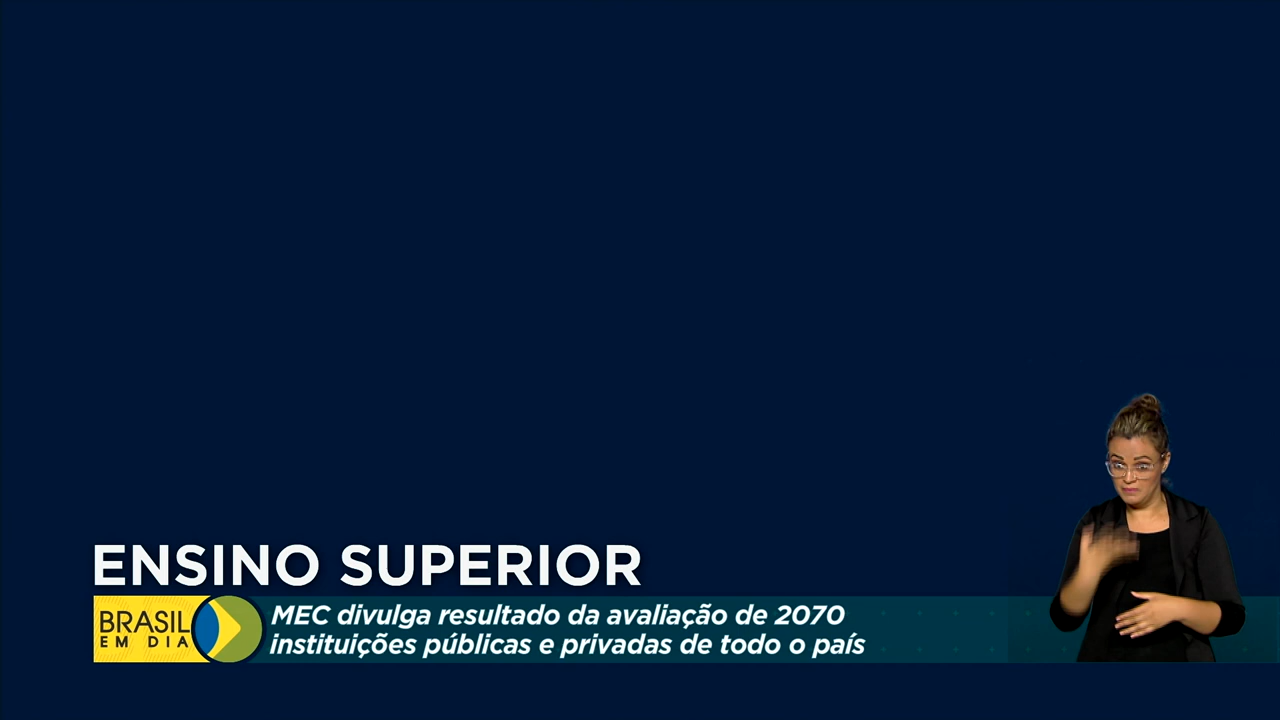 ENSINO SUPERIOR
BRASIL
EM DIA
MEC divulga resultado da avaliação de 2070
instituições públicas e privadas de todo o país